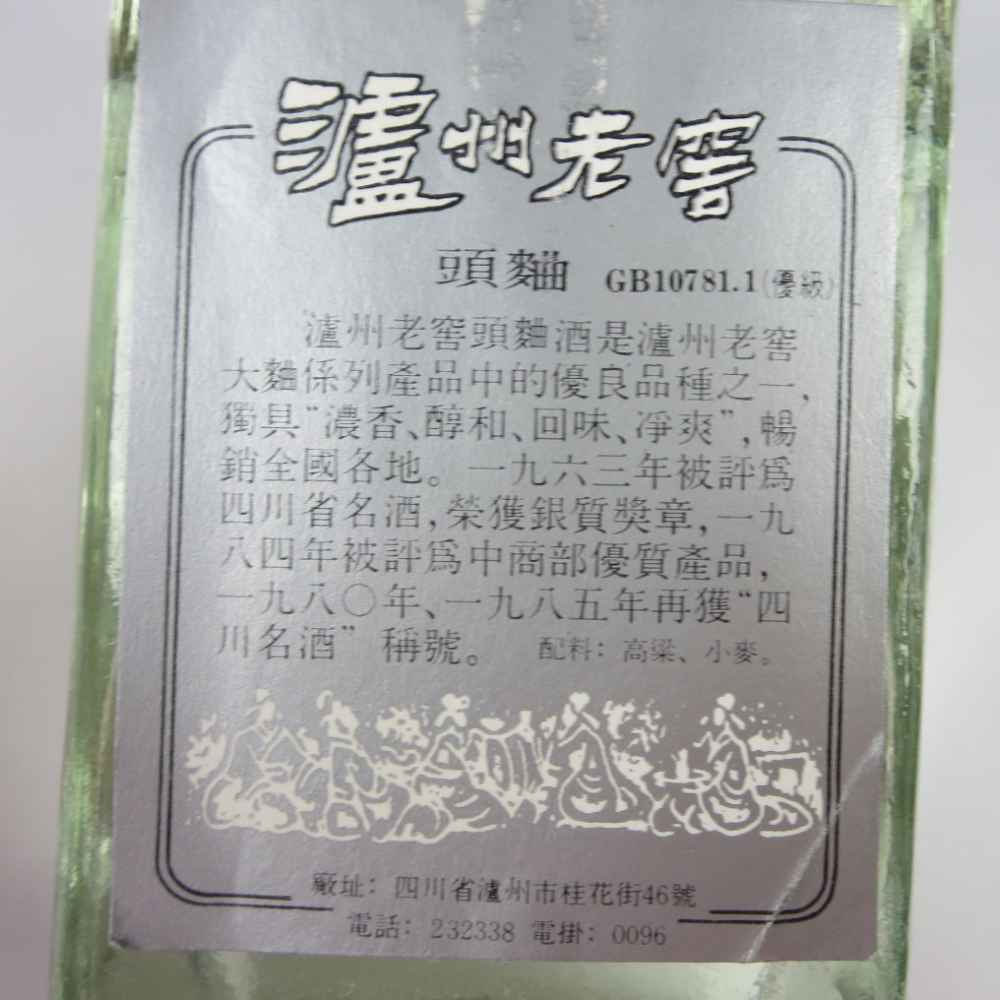 瀘州老窖
頭麯 GB10781.1(優級)
瀘州老窖頭麯酒是瀘州老窖
大麯係列產品中的優良品種之一,
獨具“濃香、醇和、回味、凈爽”,暢
銷全國各地。一九六三年被評爲
四川省名酒,榮獲銀質獎章,一九
八四年被評爲中商部優質產品,
一九八〇年、一九八五年再獲“四
川名酒”稱號。 配料:高粱、小麥。
廠址:四川省瀘州市桂花街46號
電話:232338 電掛:0096